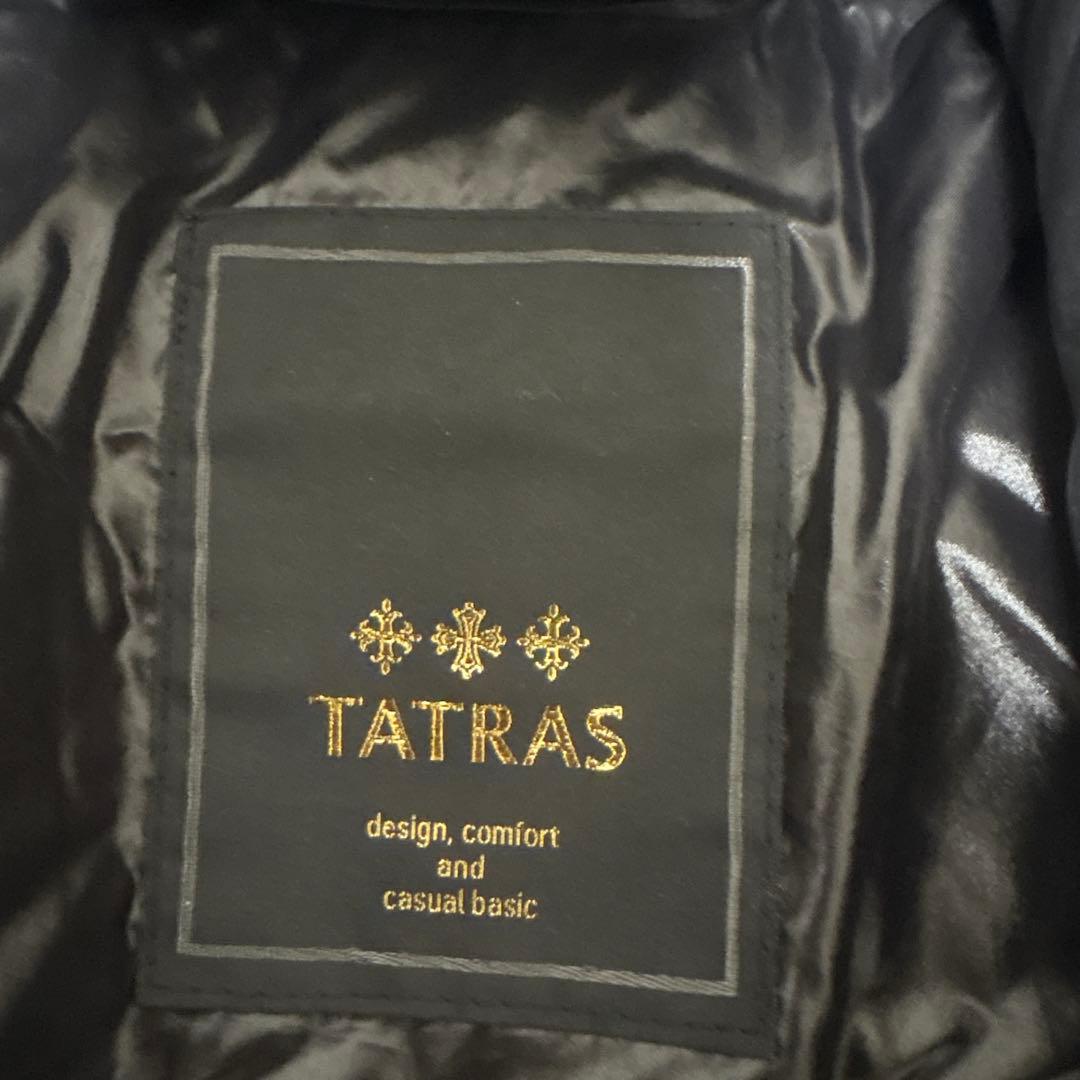 TATRAS
design, comfort
and
casual basic